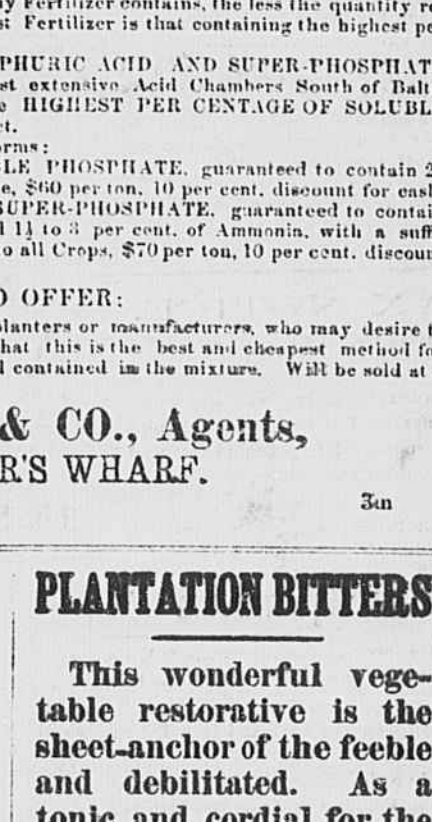 y Fertilizer contains, the less the quantity r
st Fertilizer is that containing the highest pe
PHURIC ACID AND SUPER-PHOSPHAT
st extensive Acid Chambers South of Balt
e HIGHEST PER CENTAGE OF SOLUBL
ct.
orms:
LE PHOSPHATE, guaranteed to contain 2
e, $60 per ton, 10 per cent. discount for cash
SUPER-PHOSPHATE, guaranteed to contai
d 1½ to 3 per cent. of Ammonia, with a suff
o all Crops, $70 per ton, 10 per cent. discoun
O OFFER:
planters or manufacturers, who may desire t
hat this is the best and cheapest method fo
d contained in the mixture. Will be sold at
& CO., Agents,
R'S WHARF.
3m
PLANTATION BITTERS
This wonderful vege-
table restorative is the
sheet-anchor of the feeble
and debilitated. As a
tonic and cordial for the